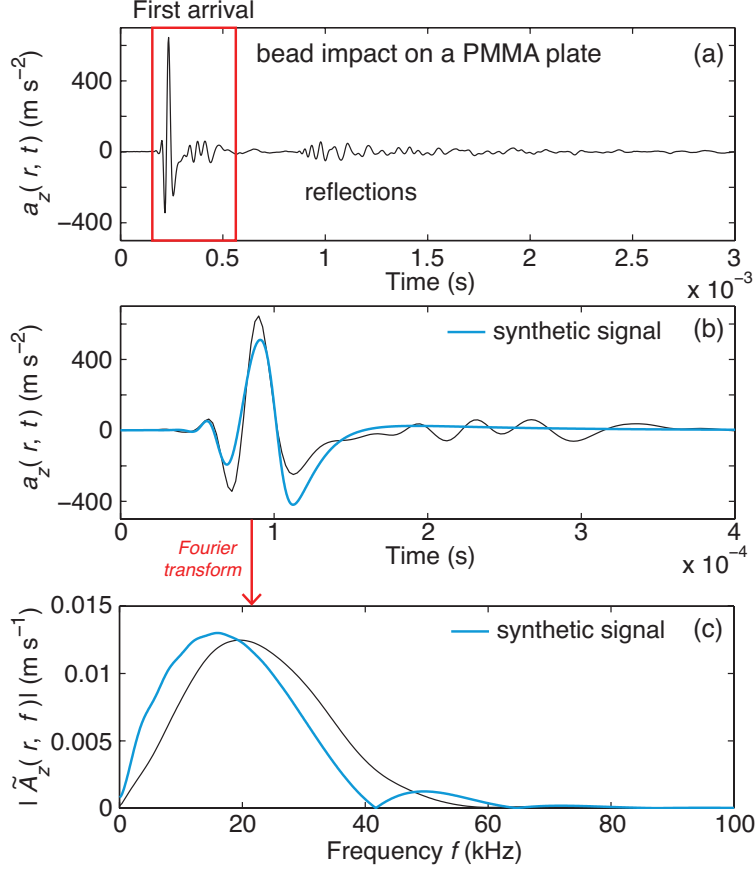 First arrival
bead impact on a PMMA plate (a)
a_z(r, t) (m s⁻²)
400
0
−400
reflections
0 0.5 1 1.5 2 2.5 3
Time (s)
x 10⁻³
synthetic signal (b)
a_z(r, t) (m s⁻²)
400
0
−400
0 1 2 3 4
Time (s)
x 10⁻⁴
Fourier
transform
synthetic signal (c)
| Ã_z(r, f)| (m s⁻¹)
0.015
0.01
0.005
0
0 20 40 60 80 100
Frequency f (kHz)